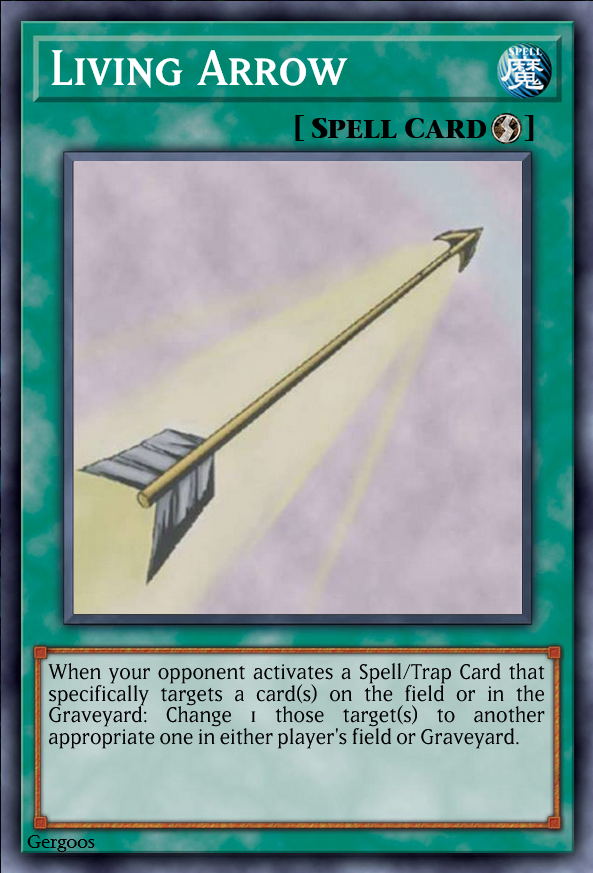 Living Arrow
SPELL
魔
[ Spell Card ]
When your opponent activates a Spell/Trap Card that
specifically targets a card(s) on the field or in the
Graveyard: Change 1 those target(s) to another
appropriate one in either player's field or Graveyard.
Gergoos